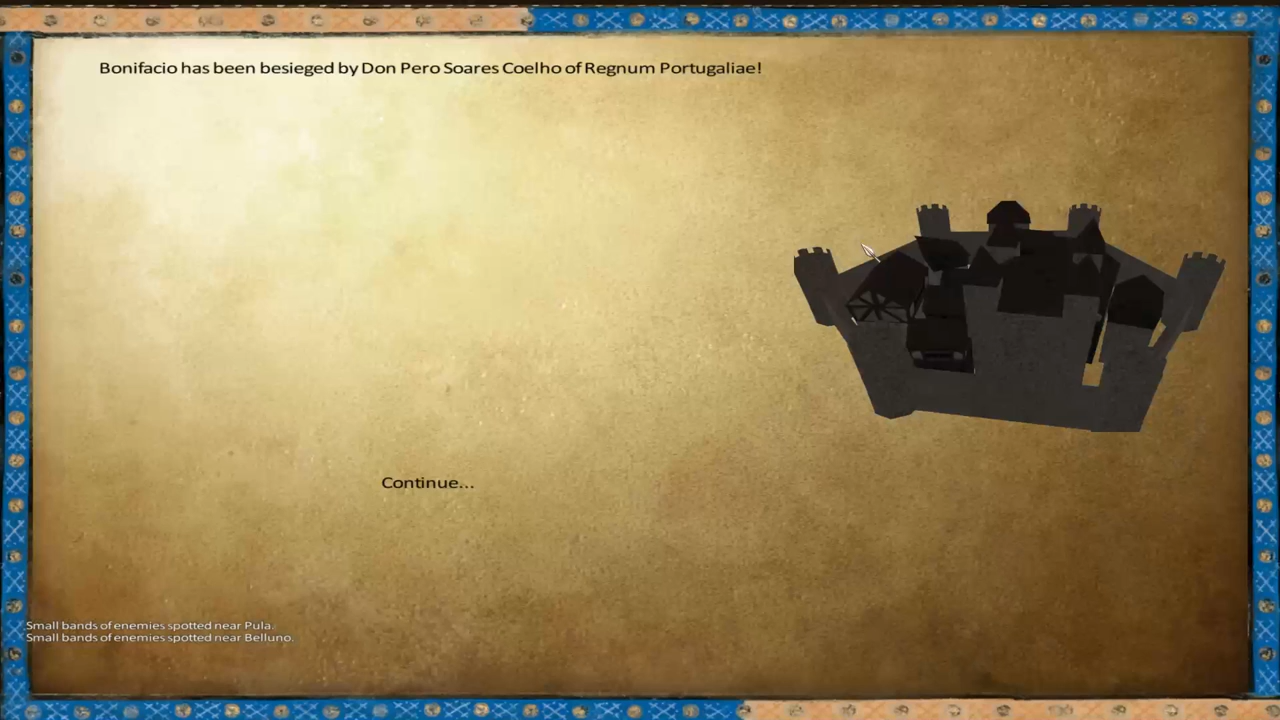 Bonifacio has been besieged by Don Pero Soares Coelho of Regnum Portugaliae!
Continue...
Small bands of enemies spotted near Pula.
Small bands of enemies spotted near Belluno.